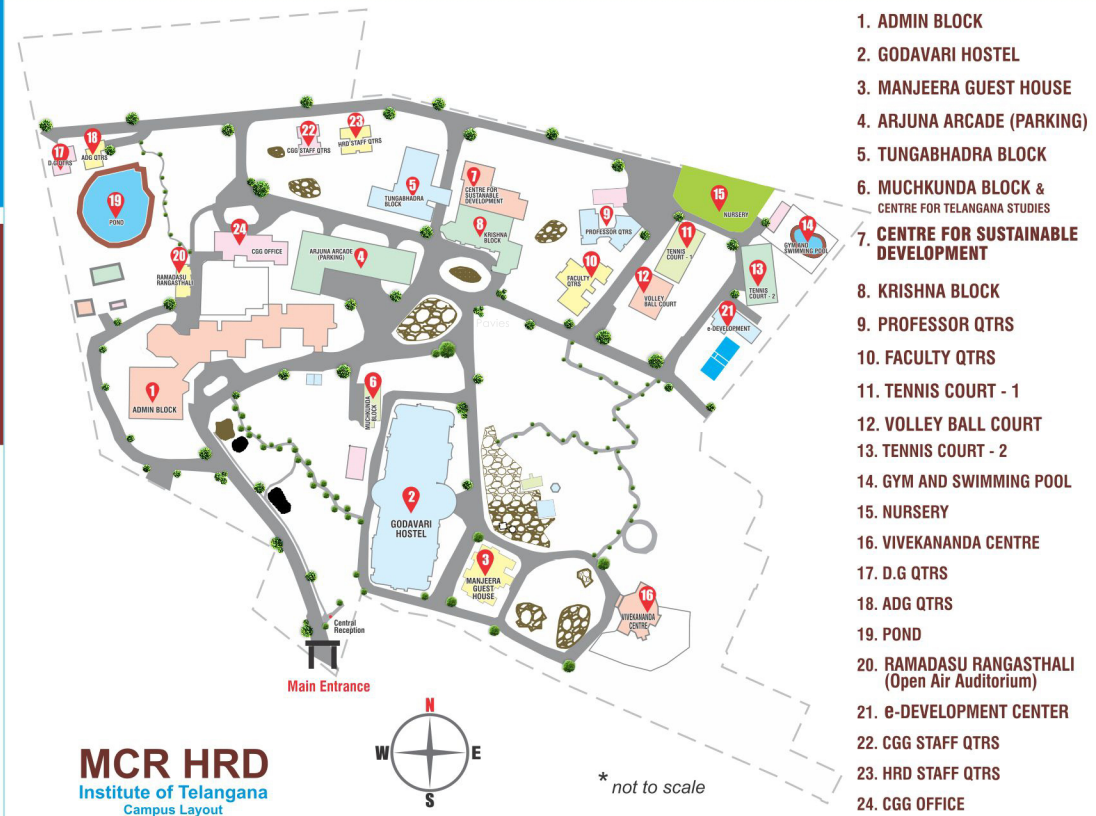 17
D.G QTRS
18
ADG QTRS
19
POND
22
CGG STAFF QTRS
23
HRD STAFF QTRS
5
TUNGABHADRA
BLOCK
7
CENTRE FOR
SUSTAINABLE
DEVELOPMENT
8
KRISHNA
BLOCK
9
PROFESSOR QTRS
15
NURSERY
14
GYM AND
SWIMMING POOL
24
CGG OFFICE
ARJUNA ARCADE
(PARKING)
4
20
RAMADASU
RANGASTHALI
10
FACULTY
QTRS
11
TENNIS
COURT - 1
12
VOLLEY
BALL COURT
13
TENNIS
COURT - 2
21
e-DEVELOPMENT
1
ADMIN BLOCK
6
MUCHKUNDA
BLOCK
2
GODAVARI
HOSTEL
3
MANJEERA
GUEST
HOUSE
16
VIVEKANANDA
CENTRE
Central
Reception
Main Entrance
N
W
E
S
* not to scale
MCR HRD
Institute of Telangana
Campus Layout
1. ADMIN BLOCK
2. GODAVARI HOSTEL
3. MANJEERA GUEST HOUSE
4. ARJUNA ARCADE (PARKING)
5. TUNGABHADRA BLOCK
6. MUCHKUNDA BLOCK &
CENTRE FOR TELANGANA STUDIES
7. CENTRE FOR SUSTAINABLE
DEVELOPMENT
8. KRISHNA BLOCK
9. PROFESSOR QTRS
10. FACULTY QTRS
11. TENNIS COURT - 1
12. VOLLEY BALL COURT
13. TENNIS COURT - 2
14. GYM AND SWIMMING POOL
15. NURSERY
16. VIVEKANANDA CENTRE
17. D.G QTRS
18. ADG QTRS
19. POND
20. RAMADASU RANGASTHALI
(Open Air Auditorium)
21. e-DEVELOPMENT CENTER
22. CGG STAFF QTRS
23. HRD STAFF QTRS
24. CGG OFFICE